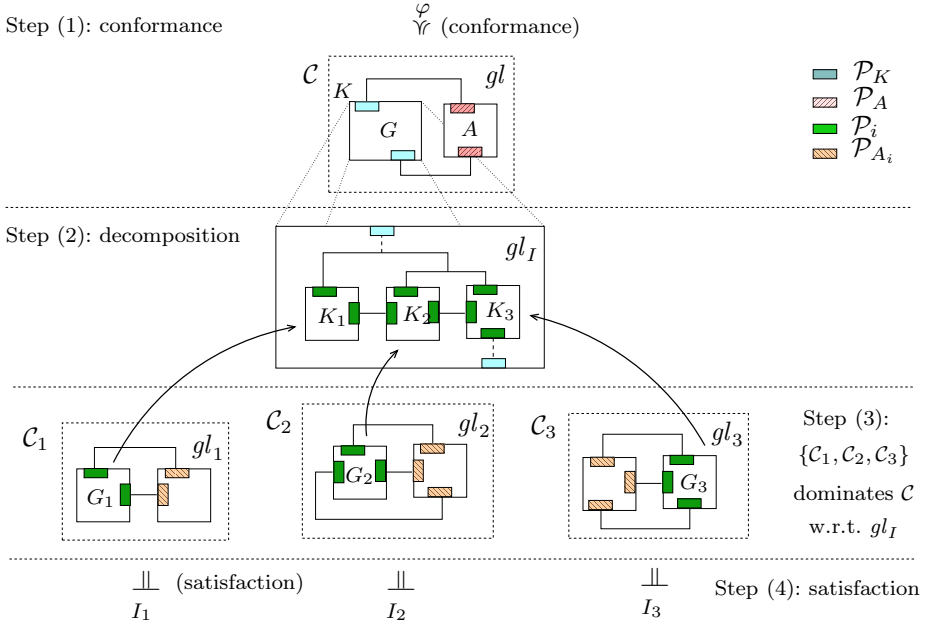 Step (1): conformance
φ
⋎ (conformance)
𝒞
gl
K
G
A
𝒫_K
𝒫_A
𝒫_i
𝒫_{A_i}
Step (2): decomposition
gl_I
K_1
K_2
K_3
𝒞_1
gl_1
G_1
𝒞_2
gl_2
G_2
𝒞_3
gl_3
G_3
Step (3):
{𝒞_1, 𝒞_2, 𝒞_3}
dominates 𝒞
w.r.t. gl_I
(satisfaction)
Step (4): satisfaction
I_1
I_2
I_3